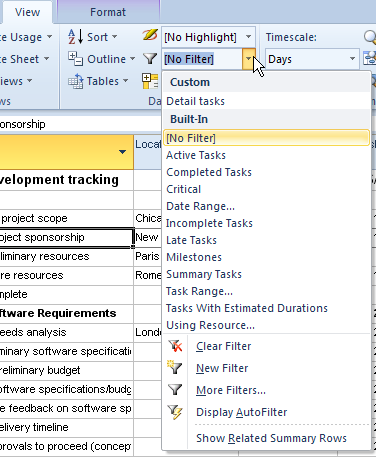 View Format
e Usage Sort [No Highlight] Timescale:
e Sheet Outline [No Filter] Days
iews Tables
onsorship
Custom
Detail tasks
Built-In
[No Filter]
Active Tasks
Completed Tasks
Critical
Date Range...
Incomplete Tasks
Late Tasks
Milestones
Summary Tasks
Task Range...
Tasks With Estimated Durations
Using Resource...
Clear Filter
New Filter
More Filters...
Display AutoFilter
Show Related Summary Rows
Locat
velopment tracking
project scope Chica
oject sponsorship New
liminary resources Paris
re resources Rome
mplete
ftware Requirements
eeds analysis Lond
minary software specificatio
reliminary budget
oftware specifications/budg
e feedback on software sp
elivery timeline
provals to proceed (concep